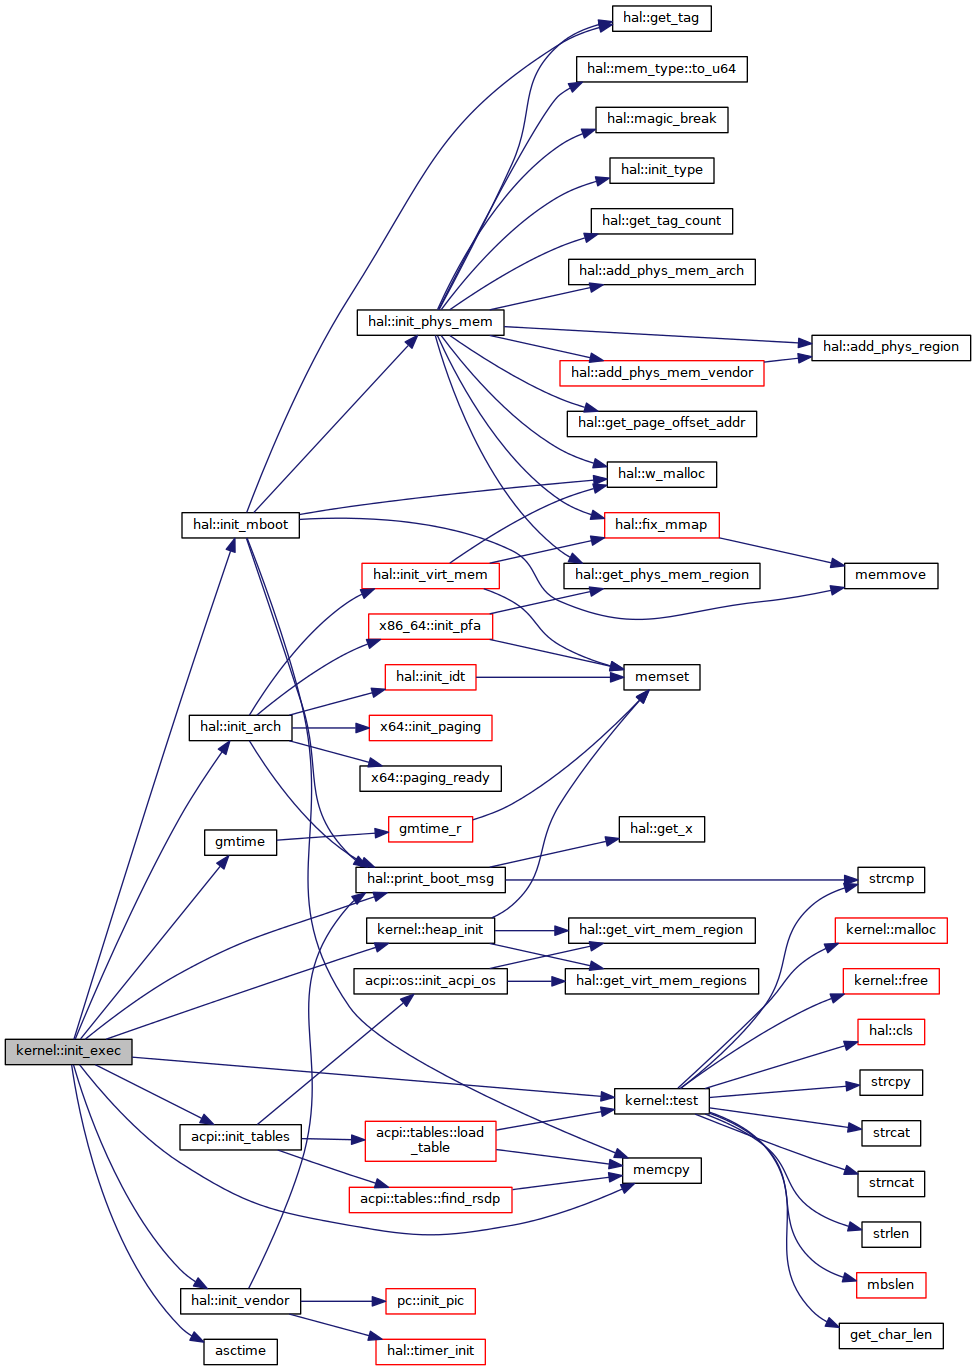 hal::get_tag
hal::mem_type::to_u64
hal::magic_break
hal::init_type
hal::get_tag_count
hal::add_phys_mem_arch
hal::init_phys_mem
hal::add_phys_region
hal::add_phys_mem_vendor
hal::get_page_offset_addr
hal::w_malloc
hal::init_mboot
hal::fix_mmap
hal::init_virt_mem
hal::get_phys_mem_region
memmove
x86_64::init_pfa
hal::init_idt
memset
hal::init_arch
x64::init_paging
x64::paging_ready
gmtime
gmtime_r
hal::get_x
hal::print_boot_msg
strcmp
kernel::heap_init
hal::get_virt_mem_region
kernel::malloc
acpi::os::init_acpi_os
hal::get_virt_mem_regions
kernel::free
hal::cls
kernel::init_exec
strcpy
kernel::test
acpi::init_tables
acpi::tables::load
_table
strcat
memcpy
strncat
acpi::tables::find_rsdp
strlen
hal::init_vendor
pc::init_pic
mbslen
get_char_len
asctime
hal::timer_init